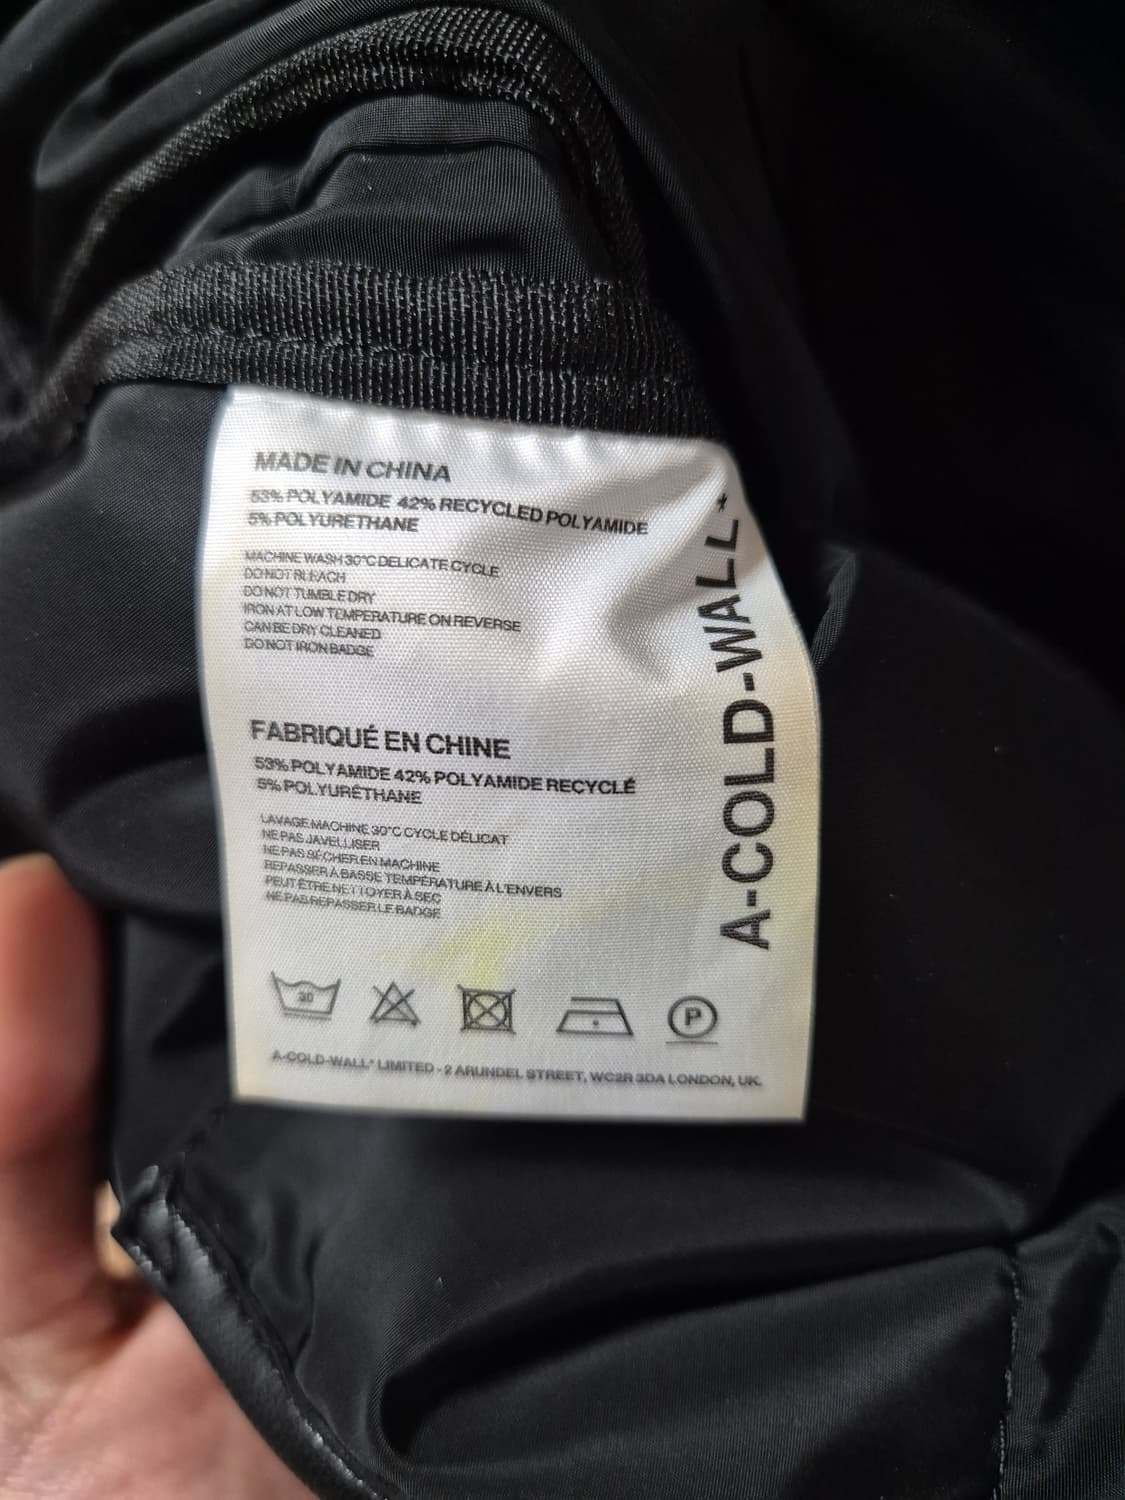 MADE IN CHINA
53% POLYAMIDE 42% RECYCLED POLYAMIDE
5% POLYURETHANE
MACHINE WASH 30°C DELICATE CYCLE
DO NOT BLEACH
DO NOT TUMBLE DRY
IRON AT LOW TEMPERATURE ON REVERSE
CAN BE DRY CLEANED
DO NOT IRON BADGE
FABRIQUÉ EN CHINE
53% POLYAMIDE 42% POLYAMIDE RECYCLÉ
5% POLYURÉTHANE
LAVAGE MACHINE 30°C CYCLE DÉLICAT
NE PAS JAVELLISER
NE PAS SÉCHER EN MACHINE
REPASSER À BASSE TEMPÉRATURE À L'ENVERS
PEUT ÊTRE NETTOYER À SEC
NE PAS REPASSER LE BADGE
30
P
A-COLD-WALL* LIMITED - 2 ARUNDEL STREET, WC2R 3DA LONDON, UK.
A-COLD-WALL*